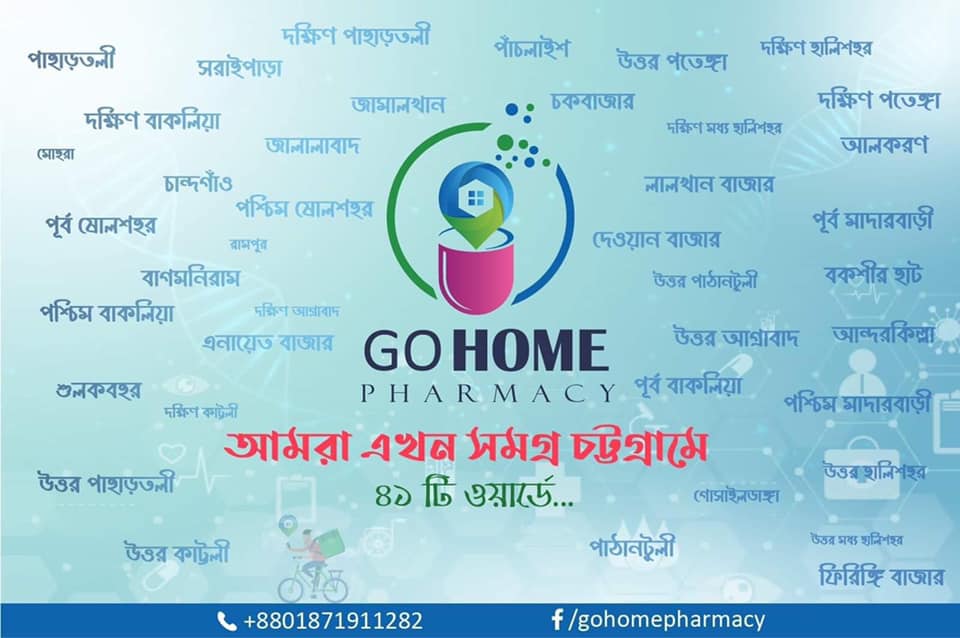 দক্ষিণ পাহাড়তলী
পাঁচলাইশ
দক্ষিণ হালিশহর
পাহাড়তলী
সরাইপাড়া
উত্তর পতেঙ্গা
জামালখান
চকবাজার
দক্ষিণ পতেঙ্গা
দক্ষিণ বাকলিয়া
দক্ষিণ মধ্য হালিশহর
মোহরা
জালালাবাদ
আলকরণ
চান্দগাঁও
লালখান বাজার
পশ্চিম ষোলশহর
পূর্ব ষোলশহর
পূর্ব মাদারবাড়ী
রামপুর
দেওয়ান বাজার
বাগমনিরাম
উত্তর পাঠানটুলী
বকশীর হাট
পশ্চিম বাকলিয়া
দক্ষিণ আগ্রাবাদ
এনায়েত বাজার
উত্তর আগ্রাবাদ
আন্দরকিল্লা
GO HOME
PHARMACY
শুলকবহর
পূর্ব বাকলিয়া
দক্ষিণ কাট্টলী
পশ্চিম মাদারবাড়ী
আমরা এখন সমগ্র চট্টগ্রামে
উত্তর পাহাড়তলী
৪১ টি ওয়ার্ডে...
গোসাইলডাঙ্গা
উত্তর হালিশহর
উত্তর কাট্টলী
পাঠানটুলী
উত্তর মধ্য হালিশহর
ফিরিঙ্গি বাজার
+8801871911282
/gohomepharmacy